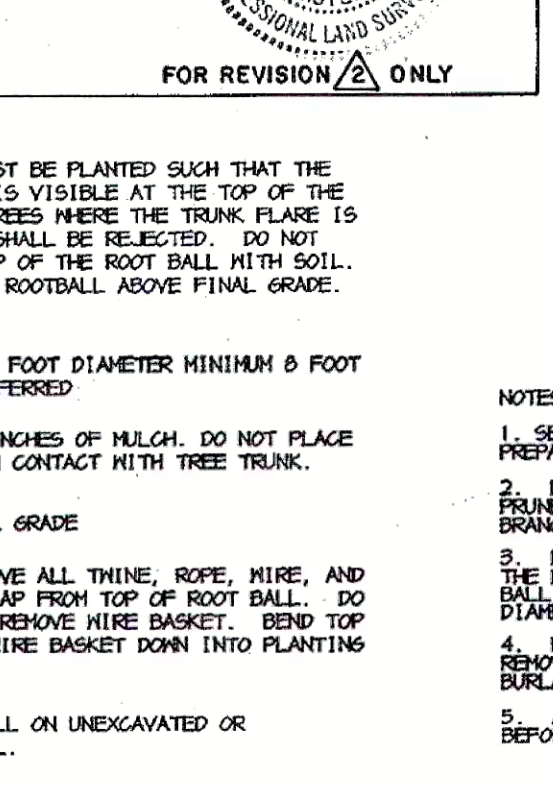 SSIONAL LAND SURV
FOR REVISION 2 ONLY
ST BE PLANTED SUCH THAT THE
IS VISIBLE AT THE TOP OF THE
REES WHERE THE TRUNK FLARE IS
SHALL BE REJECTED. DO NOT
P OF THE ROOT BALL WITH SOIL.
ROOTBALL ABOVE FINAL GRADE.
FOOT DIAMETER MINIMUM 8 FOOT
FERRED
NCHES OF MULCH. DO NOT PLACE
CONTACT WITH TREE TRUNK.
GRADE
VE ALL TWINE, ROPE, WIRE, AND
AP FROM TOP OF ROOT BALL. DO
REMOVE WIRE BASKET. BEND TOP
IRE BASKET DOWN INTO PLANTING
LL ON UNEXCAVATED OR
NOTES
1. SE
PREPA
2.
PRUN
BRAN
3.
THE
BALL
DIAME
4.
REMO
BURLA
5.
BEFO